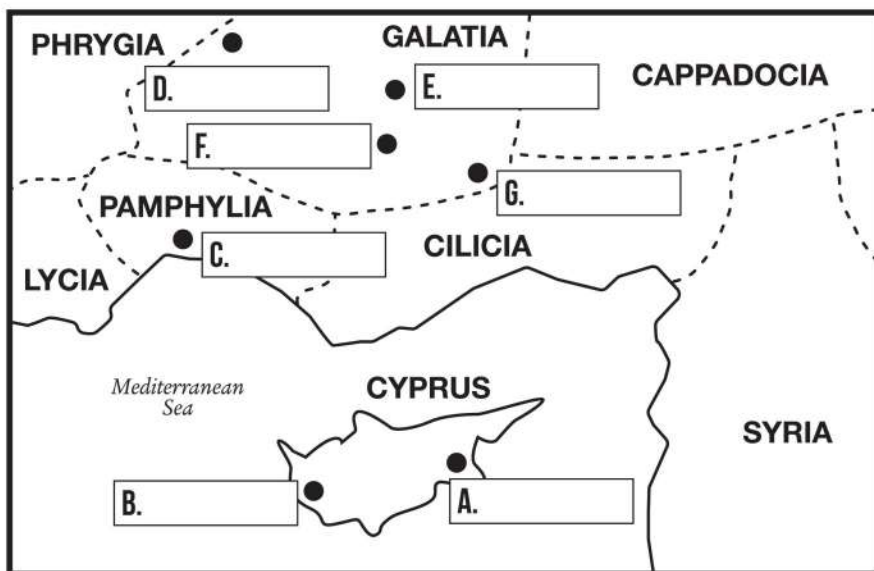 PHRYGIA
GALATIA
CAPPADOCIA
D.
E.
F.
G.
PAMPHYLIA
C.
CILICIA
LYCIA
Mediterranean
Sea
CYPRUS
SYRIA
B.
A.